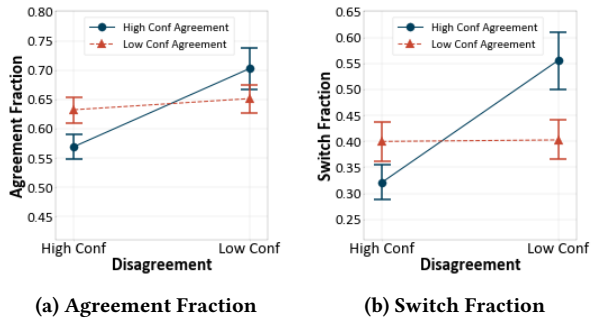 0.80
0.75
0.70
0.65
0.60
0.55
0.50
0.45
Agreement Fraction
High Conf Agreement
Low Conf Agreement
High Conf
Low Conf
Disagreement
(a) Agreement Fraction
0.65
0.60
0.55
0.50
0.45
0.40
0.35
0.30
0.25
Switch Fraction
High Conf Agreement
Low Conf Agreement
High Conf
Low Conf
Disagreement
(b) Switch Fraction